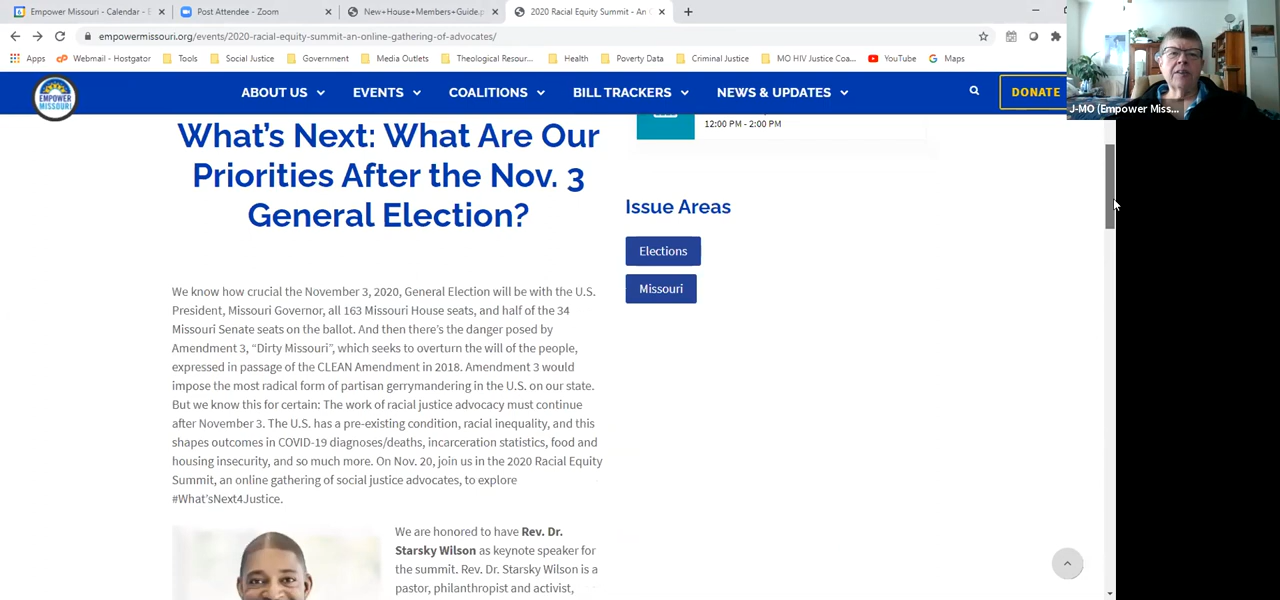 Empower Missouri - Calendar - E
Post Attendee - Zoom
New+House+Members+Guide.p
2020 Racial Equity Summit - An O
empowermissouri.org/events/2020-racial-equity-summit-an-online-gathering-of-advocates/
Apps
Webmail - Hostgator
Tools
Social Justice
Government
Media Outlets
Theological Resour...
Health
Poverty Data
Criminal Justice
MO HIV Justice Coa...
YouTube
Maps
EMPOWER
MISSOURI
ABOUT US
EVENTS
COALITIONS
BILL TRACKERS
NEWS & UPDATES
DONATE
J-MO (Empower Miss...
12:00 PM - 2:00 PM
What's Next: What Are Our
Priorities After the Nov. 3
General Election?
We know how crucial the November 3, 2020, General Election will be with the U.S.
President, Missouri Governor, all 163 Missouri House seats, and half of the 34
Missouri Senate seats on the ballot. And then there's the danger posed by
Amendment 3, "Dirty Missouri", which seeks to overturn the will of the people,
expressed in passage of the CLEAN Amendment in 2018. Amendment 3 would
impose the most radical form of partisan gerrymandering in the U.S. on our state.
But we know this for certain: The work of racial justice advocacy must continue
after November 3. The U.S. has a pre-existing condition, racial inequality, and this
shapes outcomes in COVID-19 diagnoses/deaths, incarceration statistics, food and
housing insecurity, and so much more. On Nov. 20, join us in the 2020 Racial Equity
Summit, an online gathering of social justice advocates, to explore
#What'sNext4Justice.
We are honored to have Rev. Dr.
Starsky Wilson as keynote speaker for
the summit. Rev. Dr. Starsky Wilson is a
pastor, philanthropist and activist,
Issue Areas
Elections
Missouri